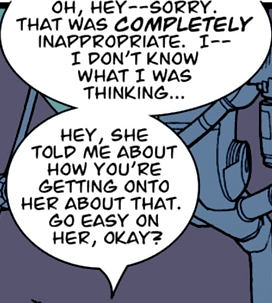 OH, HEY--SORRY.
THAT WAS COMPLETELY
INAPPROPRIATE. I--
I DON'T KNOW
WHAT I WAS
THINKING...
HEY, SHE
TOLD ME ABOUT
HOW YOU'RE
GETTING ONTO
HER ABOUT THAT.
GO EASY ON
HER, OKAY?